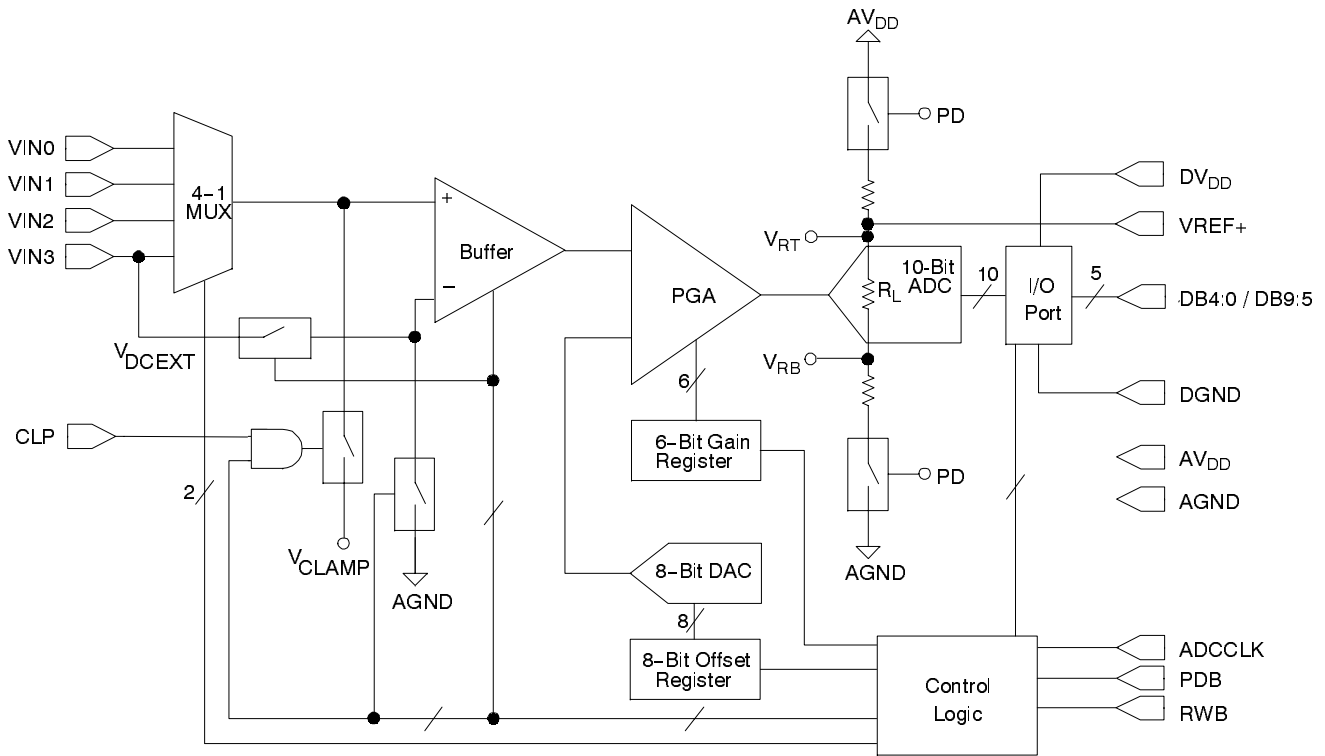 AVDD
PD
VIN0
VIN1
VIN2
VIN3
4-1
MUX
+
Buffer
−
VDCEXT
PGA
VRT
VRB
10-Bit
ADC
RL
10
I/O
Port
5
DVDD
VREF+
DB4:0 / DB9:5
DGND
AVDD
AGND
CLP
2
VCLAMP
AGND
6
6-Bit Gain
Register
PD
AGND
8-Bit DAC
8
8-Bit Offset
Register
Control
Logic
ADCCLK
PDB
RWB